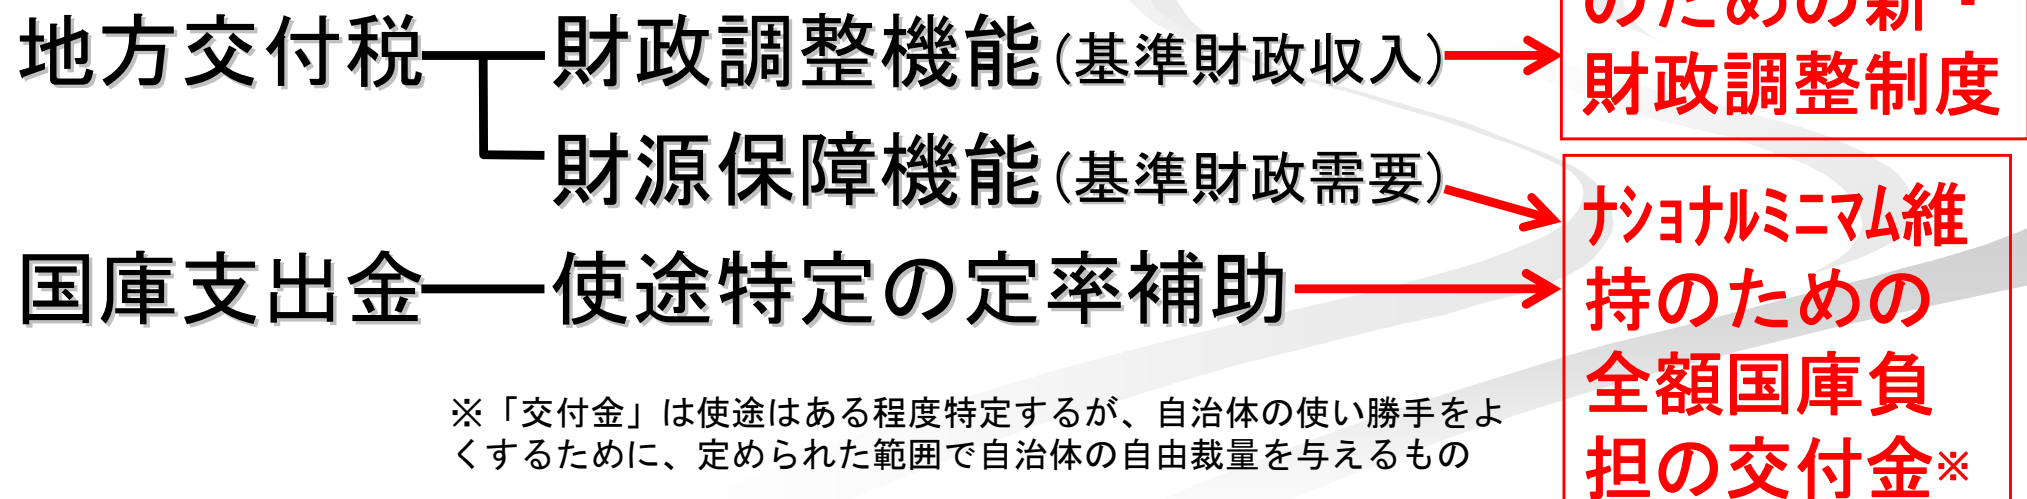 のための新・
地方交付税 財政調整機能(基準財政収入)
財政調整制度
財源保障機能(基準財政需要)
ﾅｼｮﾅﾙﾐﾆﾏﾑ維
国庫支出金 使途特定の定率補助
持のための
全額国庫負
担の交付金※
※「交付金」は使途はある程度特定するが、自治体の使い勝手をよ
くするために、定められた範囲で自治体の自由裁量を与えるもの